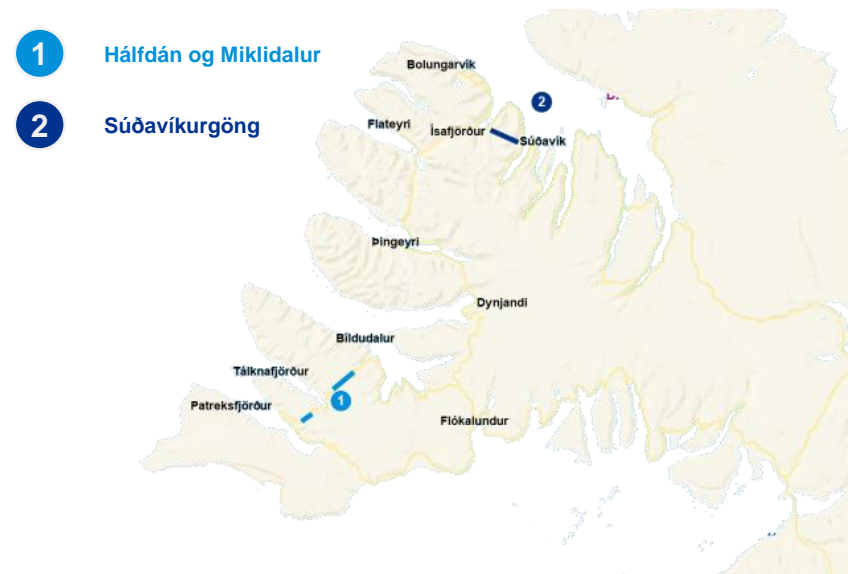 1 Hálfdán og Miklidalur
2 Súðavíkurgöng
Bolungarvík
2
Flateyri
Ísafjörður
Súðavík
Þingeyri
Dynjandi
Bíldudalur
Tálknafjörður
Patreksfjörður
1
Flókalundur